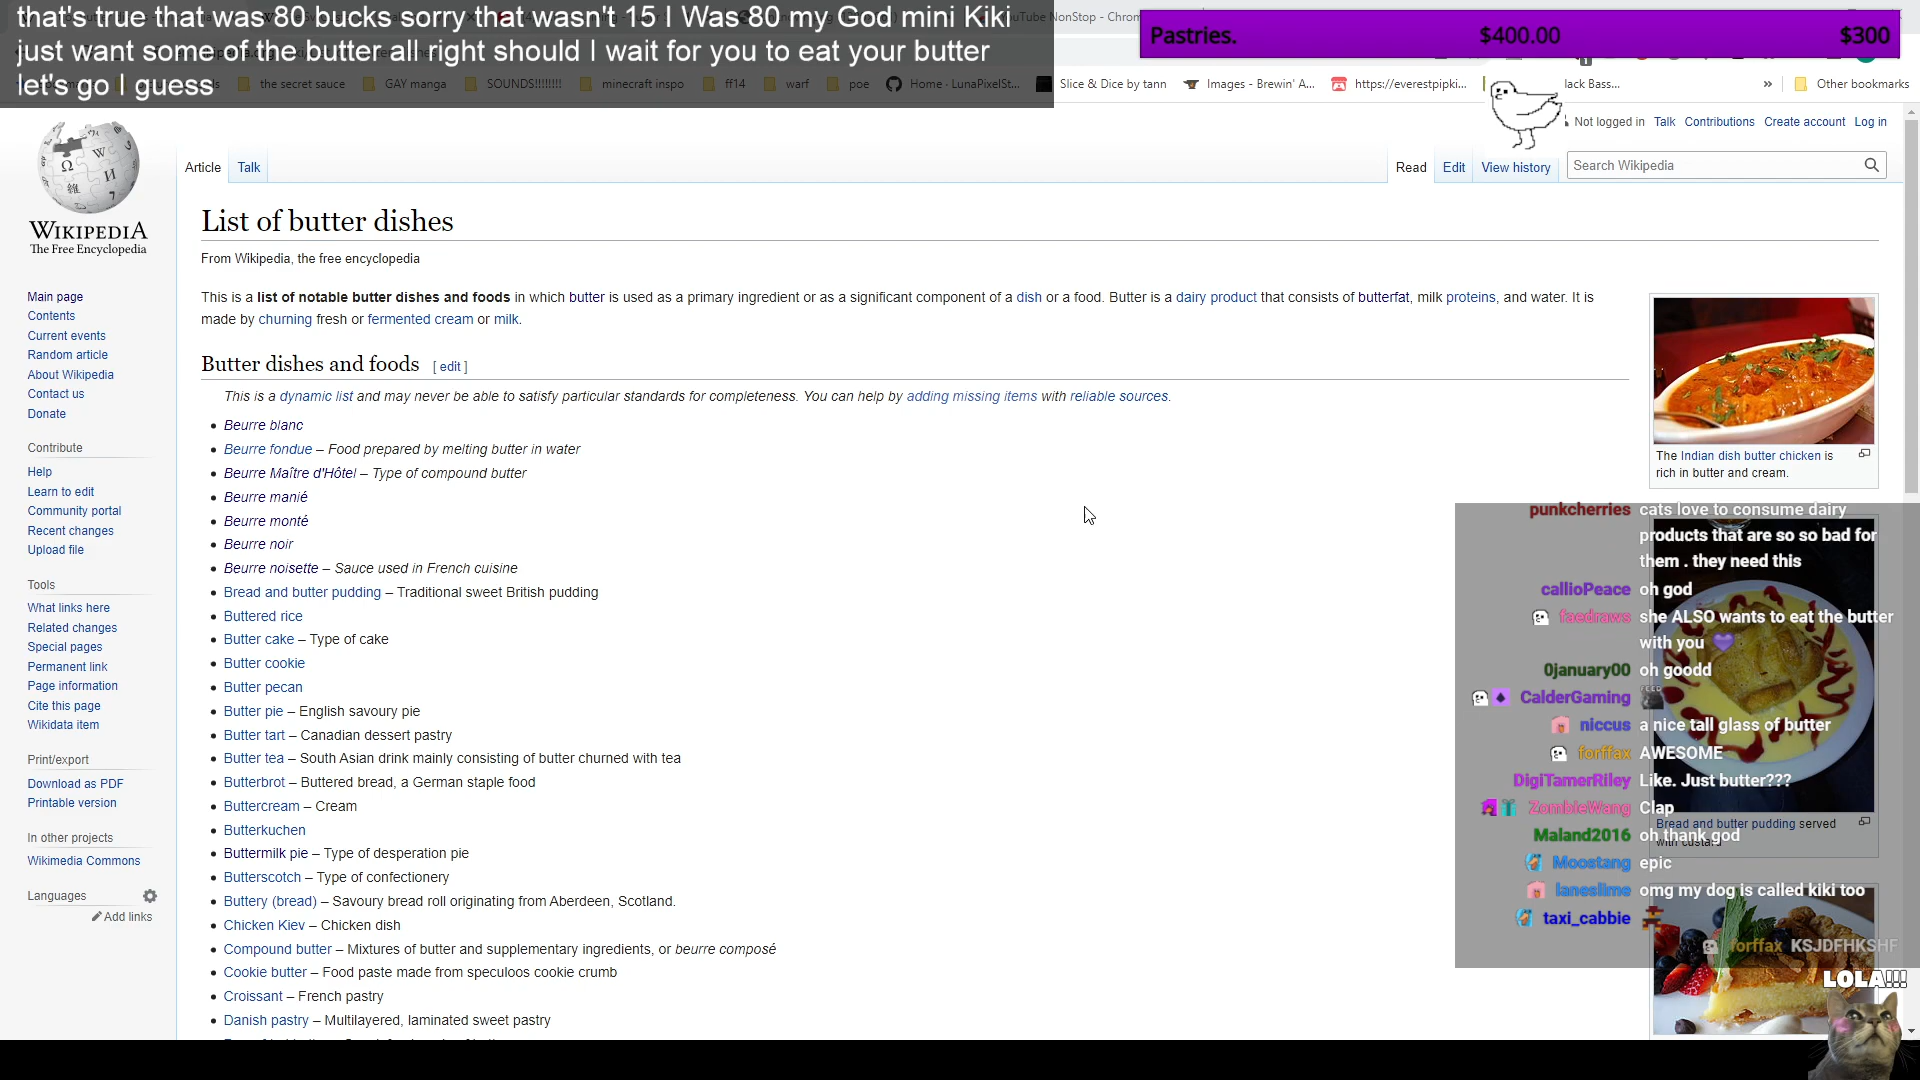 that's true that was 80 bucks sorry that wasn't 15 I Was 80 my God mini Kiki
just want some of the butter all right should I wait for you to eat your butter
let's go I guess
YouTube NonStop - Chrom
Pastries. $400.00 $300
the secret sauce
GAY manga
SOUNDS!!!!!!!!
minecraft inspo
ff14
warf
poe
Home · LunaPixelSt...
Slice & Dice by tann
Images - Brewin' A...
https://everestpipki...
lack Bass...
»
Other bookmarks
Not logged in Talk Contributions Create account Log in
Article Talk
Read Edit View history
Search Wikipedia
WIKIPEDIA
The Free Encyclopedia
Main page
Contents
Current events
Random article
About Wikipedia
Contact us
Donate
Contribute
Help
Learn to edit
Community portal
Recent changes
Upload file
Tools
What links here
Related changes
Special pages
Permanent link
Page information
Cite this page
Wikidata item
Print/export
Download as PDF
Printable version
In other projects
Wikimedia Commons
Languages
Add links
List of butter dishes
From Wikipedia, the free encyclopedia
This is a list of notable butter dishes and foods in which butter is used as a primary ingredient or as a significant component of a dish or a food. Butter is a dairy product that consists of butterfat, milk proteins, and water. It is
made by churning fresh or fermented cream or milk.
Butter dishes and foods [ edit ]
This is a dynamic list and may never be able to satisfy particular standards for completeness. You can help by adding missing items with reliable sources.
Beurre blanc
Beurre fondue – Food prepared by melting butter in water
Beurre Maître d'Hôtel – Type of compound butter
Beurre manié
Beurre monté
Beurre noir
Beurre noisette – Sauce used in French cuisine
Bread and butter pudding – Traditional sweet British pudding
Buttered rice
Butter cake – Type of cake
Butter cookie
Butter pecan
Butter pie – English savoury pie
Butter tart – Canadian dessert pastry
Butter tea – South Asian drink mainly consisting of butter churned with tea
Butterbrot – Buttered bread, a German staple food
Buttercream – Cream
Butterkuchen
Buttermilk pie – Type of desperation pie
Butterscotch – Type of confectionery
Buttery (bread) – Savoury bread roll originating from Aberdeen, Scotland.
Chicken Kiev – Chicken dish
Compound butter – Mixtures of butter and supplementary ingredients, or beurre composé
Cookie butter – Food paste made from speculoos cookie crumb
Croissant – French pastry
Danish pastry – Multilayered, laminated sweet pastry
The Indian dish butter chicken is
rich in butter and cream.
punkcherries cats love to consume dairy
products that are so so bad for
them . they need this
callioPeace oh god
faedraws she ALSO wants to eat the butter
with you
0january00 oh goodd
CalderGaming
niccus a nice tall glass of butter
forffax AWESOME
DigiTamerRiley Like. Just butter???
ZombieWang Clap
Bread and butter pudding served
with custard
Maland2016 oh thank god
Moostang epic
laneslime omg my dog is called kiki too
taxi_cabbie
forffax KSJDFHKSHF
LOLA!!!